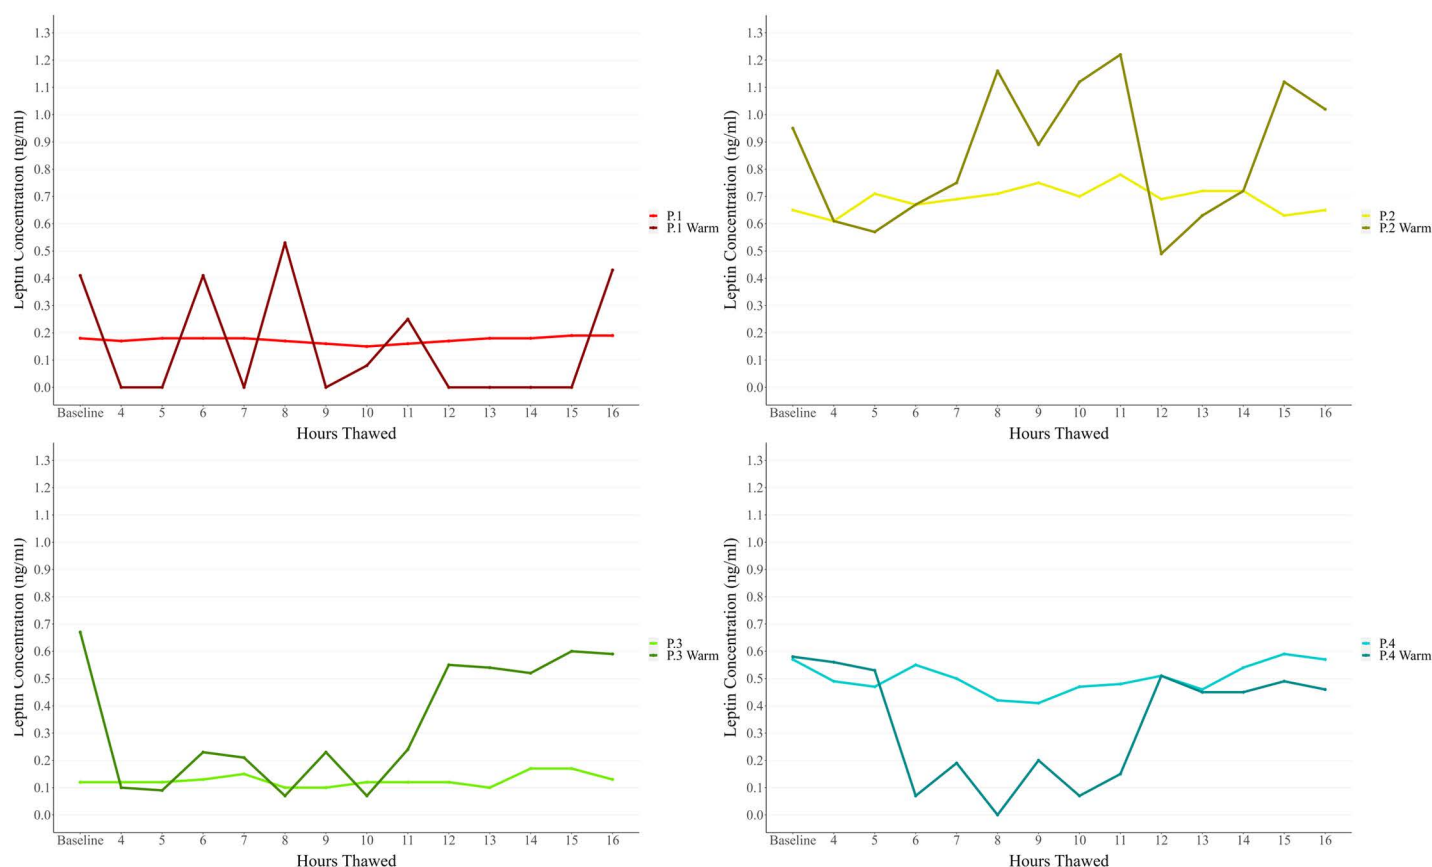 1.3
1.2
1.1
1.0
0.9
0.8
0.7
0.6
0.5
0.4
0.3
0.2
0.1
0.0
Leptin Concentration (ng/ml)
Baseline 4 5 6 7 8 9 10 11 12 13 14 15 16
Hours Thawed
P.1
P.1 Warm
1.3
1.2
1.1
1.0
0.9
0.8
0.7
0.6
0.5
0.4
0.3
0.2
0.1
0.0
Leptin Concentration (ng/ml)
Baseline 4 5 6 7 8 9 10 11 12 13 14 15 16
Hours Thawed
P.2
P.2 Warm
1.3
1.2
1.1
1.0
0.9
0.8
0.7
0.6
0.5
0.4
0.3
0.2
0.1
0.0
Leptin Concentration (ng/ml)
Baseline 4 5 6 7 8 9 10 11 12 13 14 15 16
Hours Thawed
P.3
P.3 Warm
1.3
1.2
1.1
1.0
0.9
0.8
0.7
0.6
0.5
0.4
0.3
0.2
0.1
0.0
Leptin Concentration (ng/ml)
Baseline 4 5 6 7 8 9 10 11 12 13 14 15 16
Hours Thawed
P.4
P.4 Warm